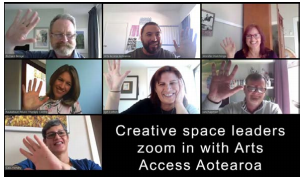 Creative space leaders
zoom in with Arts
Access Aotearoa